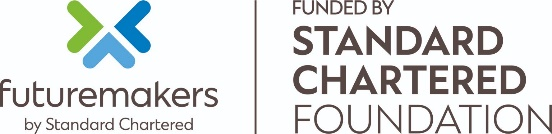 futuremakers
by Standard Chartered
FUNDED BY
STANDARD
CHARTERED
FOUNDATION